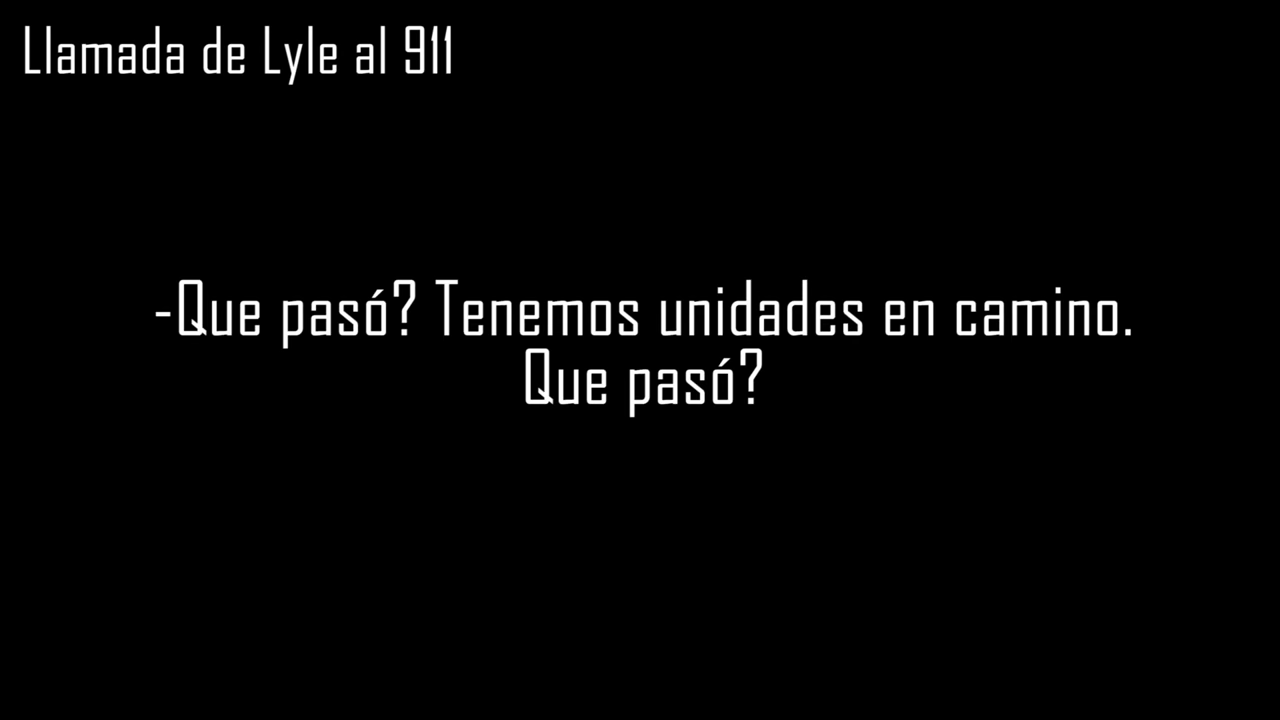 Llamada de Lyle al 911
-Que pasó? Tenemos unidades en camino.
Que pasó?